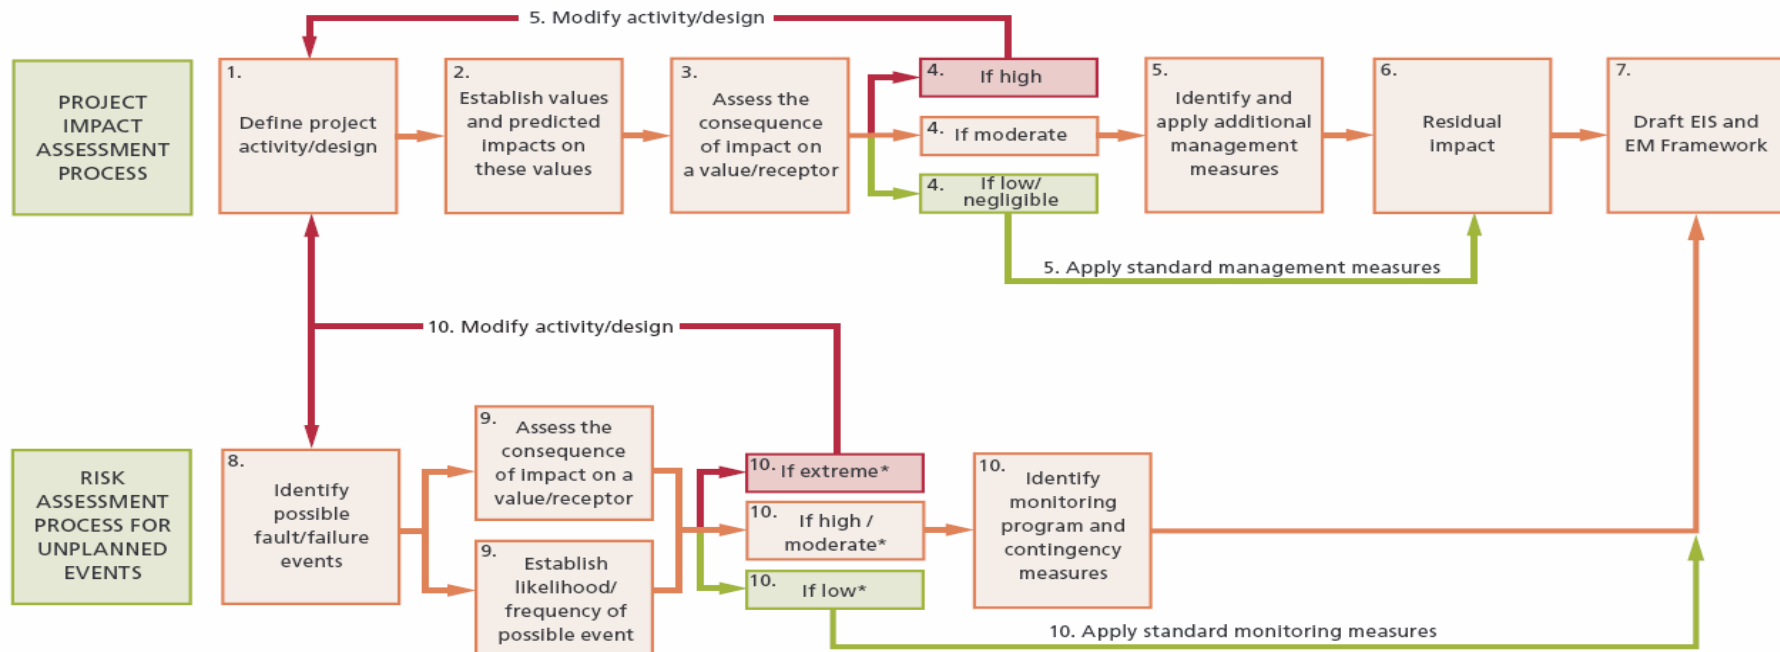 5. Modify activity/design
PROJECT
IMPACT
ASSESSMENT
PROCESS
1.
Define project
activity/design
2.
Establish values
and predicted
impacts on
these values
3.
Assess the
consequence
of impact on
a value/receptor
4. If high
4. If moderate
4. If low/
negligible
5.
Identify and
apply additional
management
measures
6.
Residual
Impact
7.
Draft EIS and
EM Framework
5. Apply standard management measures
10. Modify activity/design
RISK
ASSESSMENT
PROCESS FOR
UNPLANNED
EVENTS
8.
Identify
possible
fault/failure
events
9.
Assess the
consequence
of impact on a
value/receptor
9.
Establish
likelihood/
frequency of
possible event
10. If extreme*
10.
If high /
moderate*
10.
If low*
10.
Identify
monitoring
program and
contingency
measures
10. Apply standard monitoring measures